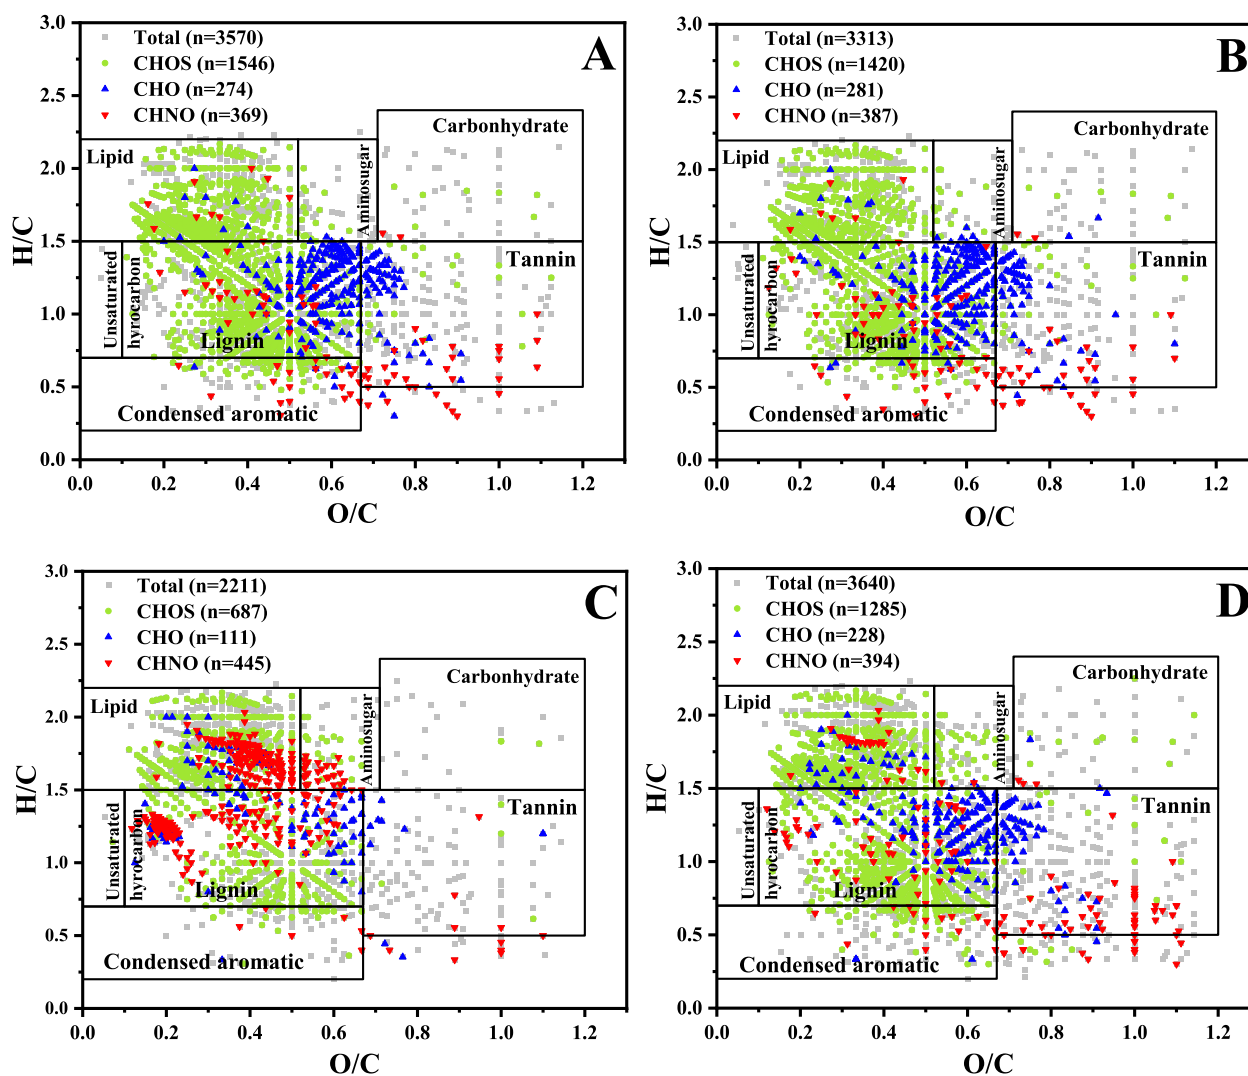 3.0
2.5
2.0
1.5
1.0
0.5
0.0
H/C
Total (n=3570)
CHOS (n=1546)
CHO (n=274)
CHNO (n=369)
A
Carbonhydrate
Lipid
Aminosugar
Tannin
Unsaturated
hyrocarbon
Lignin
Condensed aromatic
0.0 0.2 0.4 0.6 0.8 1.0 1.2
O/C
3.0
2.5
2.0
1.5
1.0
0.5
0.0
H/C
Total (n=3313)
CHOS (n=1420)
CHO (n=281)
CHNO (n=387)
B
Carbonhydrate
Lipid
Aminosugar
Tannin
Unsaturated
hyrocarbon
Lignin
Condensed aromatic
0.0 0.2 0.4 0.6 0.8 1.0 1.2
O/C
3.0
2.5
2.0
1.5
1.0
0.5
0.0
H/C
Total (n=2211)
CHOS (n=687)
CHO (n=111)
CHNO (n=445)
C
Carbonhydrate
Lipid
Aminosugar
Tannin
Unsaturated
hyrocarbon
Lignin
Condensed aromatic
0.0 0.2 0.4 0.6 0.8 1.0 1.2
O/C
3.0
2.5
2.0
1.5
1.0
0.5
0.0
H/C
Total (n=3640)
CHOS (n=1285)
CHO (n=228)
CHNO (n=394)
D
Carbonhydrate
Lipid
Aminosugar
Tannin
Unsaturated
hyrocarbon
Lignin
Condensed aromatic
0.0 0.2 0.4 0.6 0.8 1.0 1.2
O/C